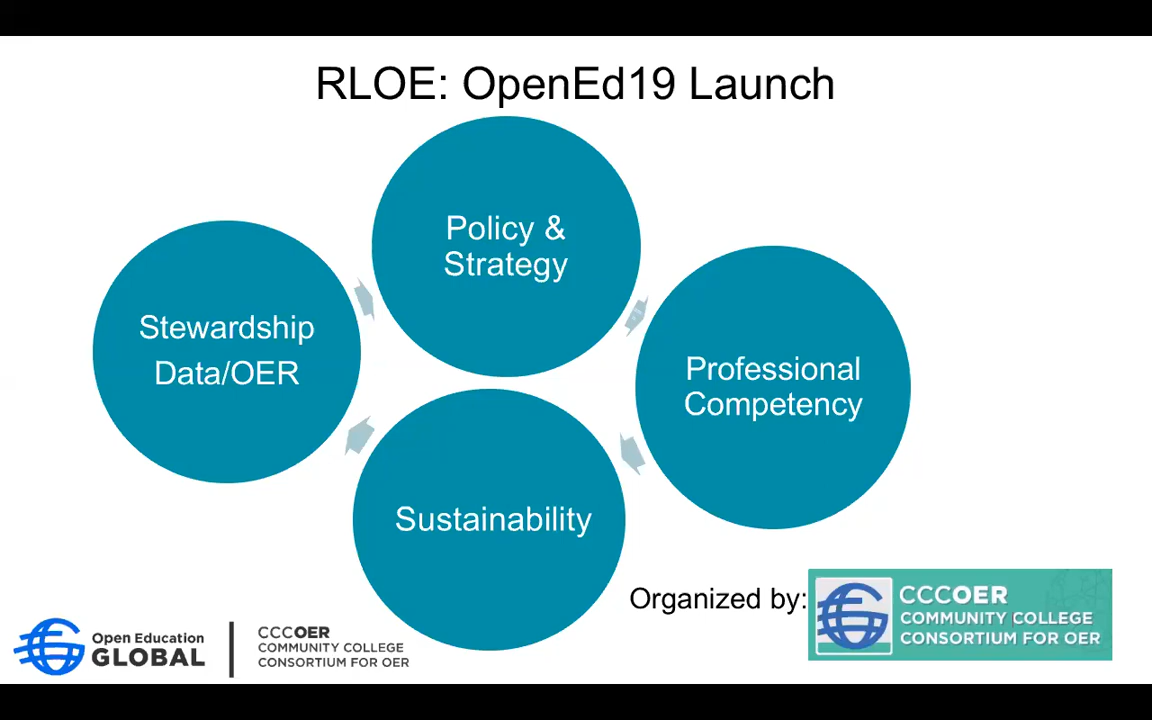 RLOE: OpenEd19 Launch
Policy &
Strategy
Stewardship
Data/OER
Professional
Competency
Sustainability
Organized by:
CCCOER
COMMUNITY COLLEGE
CONSORTIUM FOR OER
Open Education
GLOBAL
CCCOER
COMMUNITY COLLEGE
CONSORTIUM FOR OER